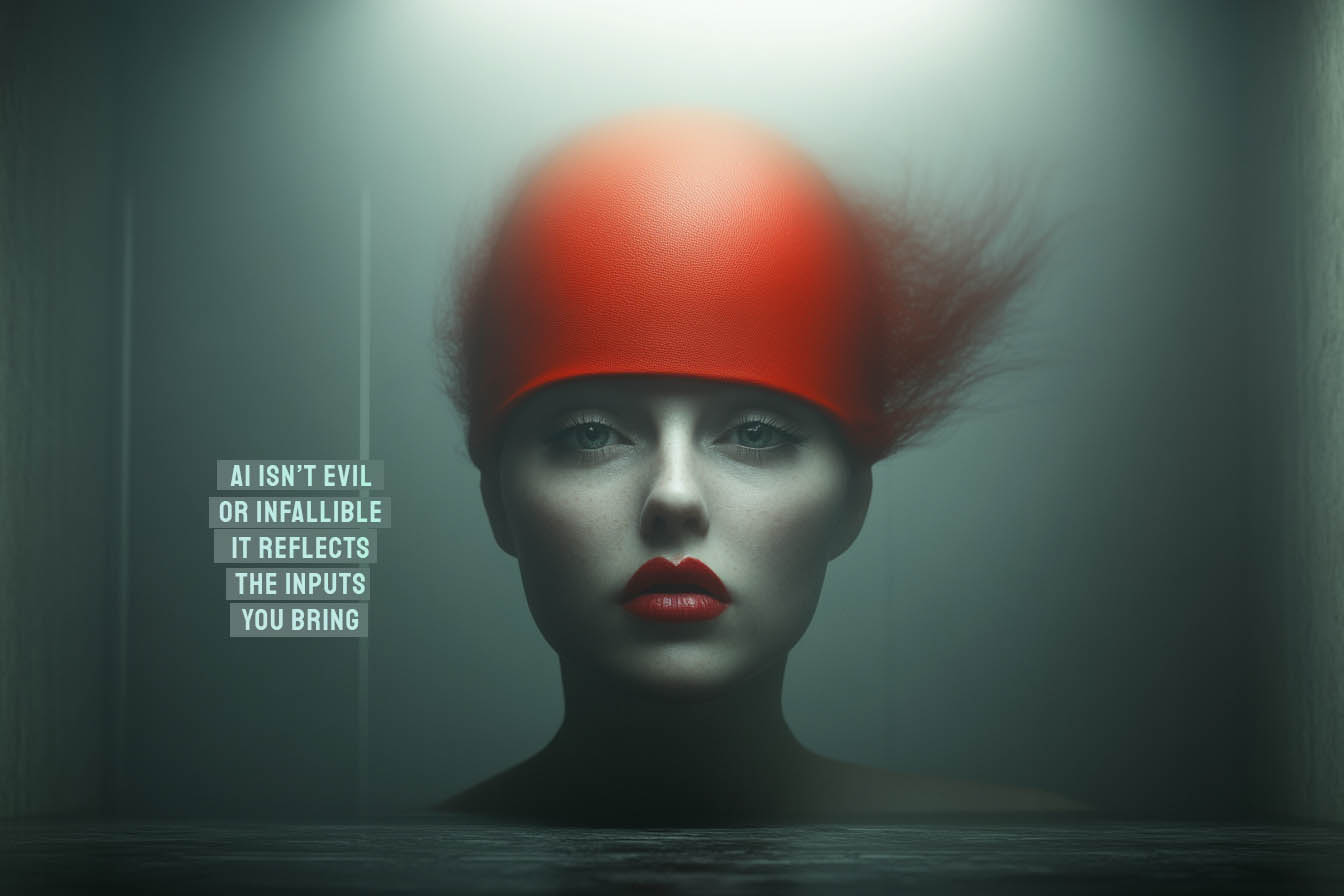 AI ISN’T EVIL
OR INFALLIBLE
IT REFLECTS
THE INPUTS
YOU BRING